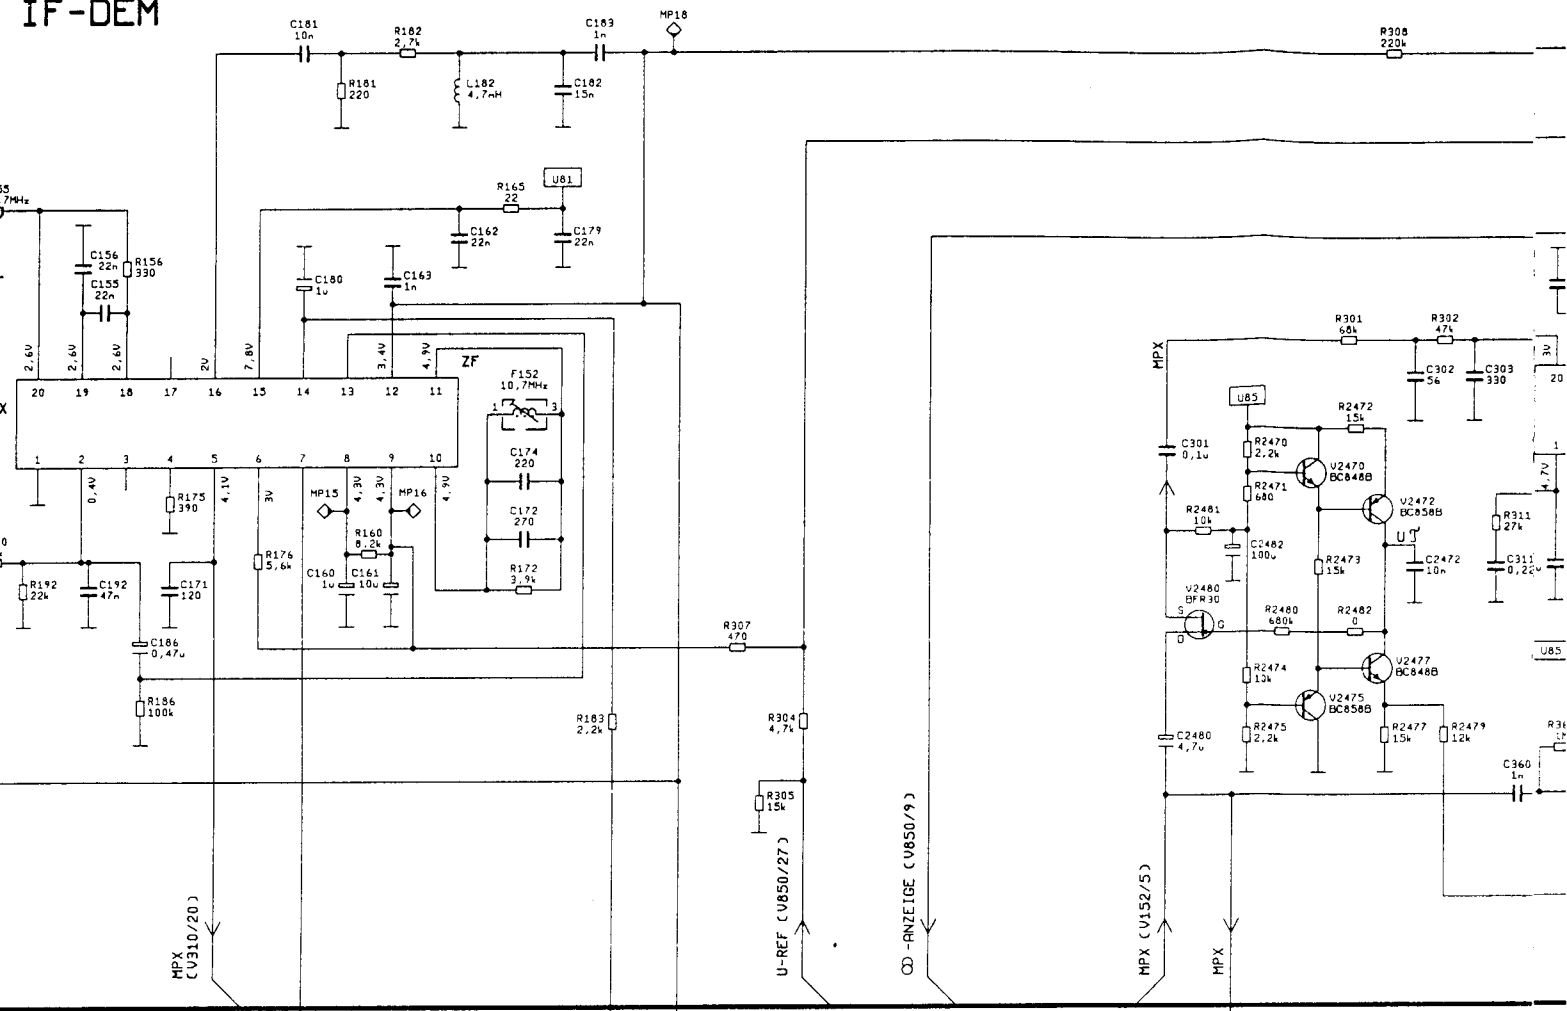 IF-DEM
C181
10n
R182
2,7k
C183
1n
MP18
R308
220k
R181
220
L182
4,7mH
C182
15n
U81
R165
22
C162
22n
C179
22n
7MHz
C156
22n
R156
330
C155
22n
C180
1u
C163
1n
2,6V
2,6V
2,6V
2V
7,8V
3,4V
4,9V
ZF
20 19 18 17 16 15 14 13 12 11
X
1 2 3 4 5 6 7 8 9 10
F152
10,7MHz
1 3
C174
220
C172
270
R172
3,9k
0,4V
R175
390
4,1V
3V
MP15
4,3V
4,3V
MP16
4,9V
R160
8,2k
R176
5,6k
C160
1u
C161
10u
R192
22k
C192
47n
C171
120
C186
0,47u
R186
100k
R183
2,2k
R307
470
R304
4,7k
R305
15k
MPX
(V310/20)
U-REF (V850/27)
-ANZEIGE (V850/9)
MPX (V152/5)
MPX
MPX
R301
68k
R302
47k
C302
56
C303
330
3V
20
1
4,7V
U85
R2472
15k
C301
0,1u
R2470
2,2k
V2470
BC848B
R2471
680
V2472
BC858B
R2481
10k
C2482
100u
R2473
15k
C2472
10n
R311
27k
C311
0,22u
V2480
BFR30
S
G
D
R2480
680k
R2482
0
V2477
BC848B
U85
R2474
10k
V2475
BC858B
C2480
4,7u
R2475
2,2k
R2477
15k
R2479
12k
C360
1n